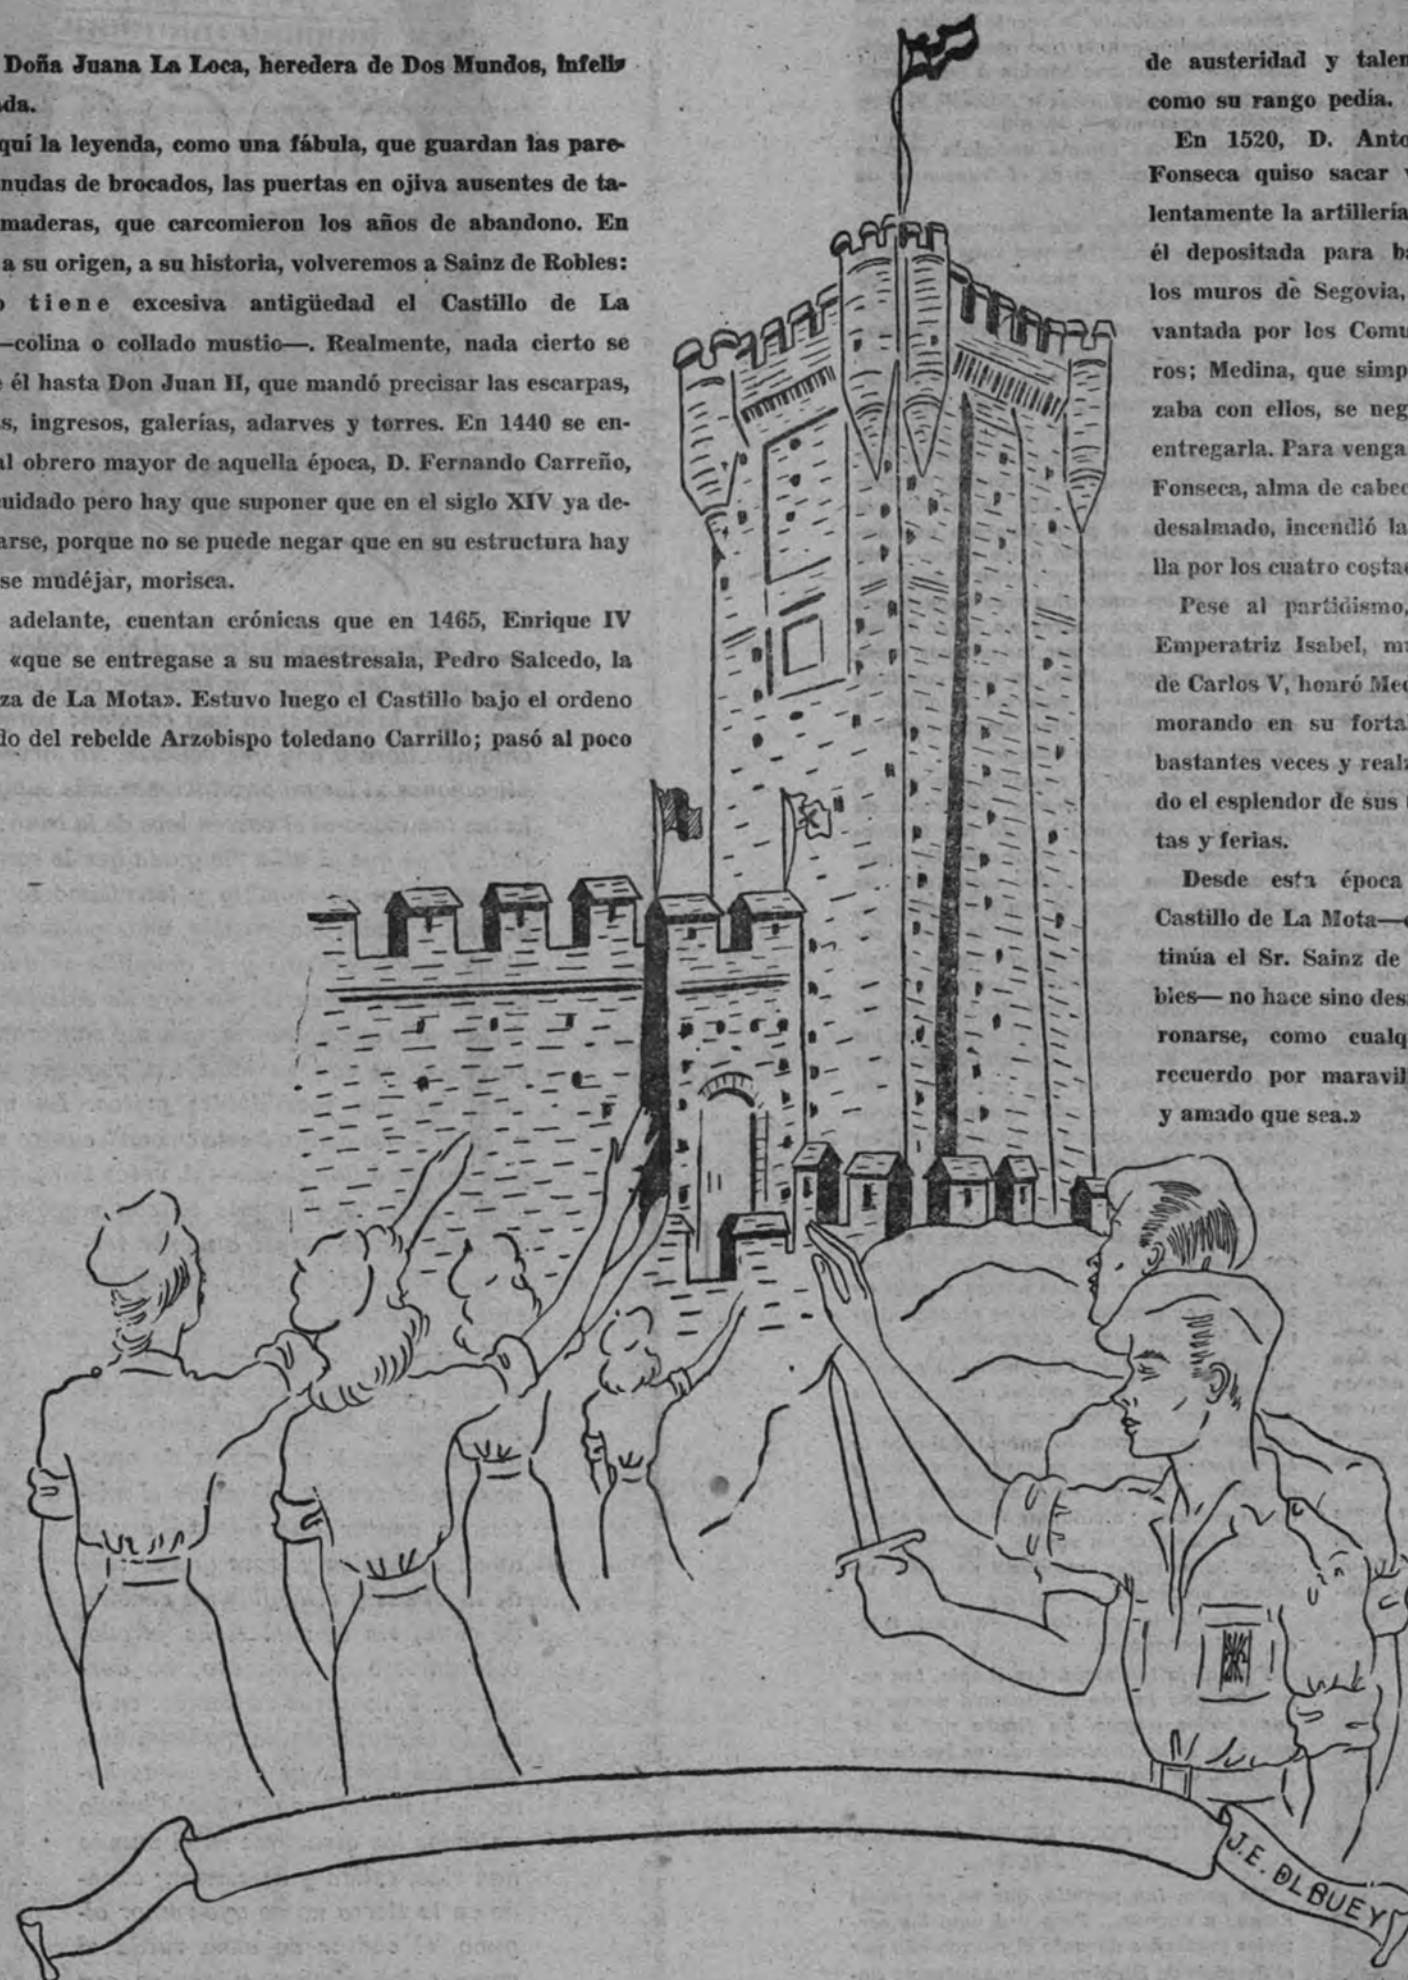 Doña Juana La Loca, heredera de Dos Mundos, infeliz
da.
quí la leyenda, como una fábula, que guardan las pare-
nudas de brocados, las puertas en ojiva ausentes de ta-
maderas, que carcomieron los años de abandono. En
a su origen, a su historia, volveremos a Sainz de Robles:
o tiene excesiva antigüedad el Castillo de La
—colina o collado mustio—. Realmente, nada cierto se
e él hasta Don Juan II, que mandó precisar las escarpas,
s, ingresos, galerías, adarves y torres. En 1440 se en-
al obrero mayor de aquella época, D. Fernando Carreño,
uidado pero hay que suponer que en el siglo XIV ya de-
arse, porque no se puede negar que en su estructura hay
se mudéjar, morisca.
adelante, cuentan crónicas que en 1465, Enrique IV
«que se entregase a su maestresala, Pedro Salcedo, la
za de La Mota». Estuvo luego el Castillo bajo el ordeno
do del rebelde Arzobispo toledano Carrillo; pasó al poco
de austeridad y talen
como su rango pedía.
En 1520, D. Anto
Fonseca quiso sacar v
lentamente la artillería
él depositada para ba
los muros de Segovia,
vantada por los Comu
ros; Medina, que simp
zaba con ellos, se neg
entregarla. Para venga
Fonseca, alma de cabec
desalmado, incendió la
lla por los cuatro costa
Pese al partidismo,
Emperatriz Isabel, mu
de Carlos V, honró Med
morando en su forta
bastantes veces y realz
do el esplendor de sus
tas y ferias.
Desde esta época
Castillo de La Mota—c
tinúa el Sr. Sainz de
bles— no hace sino des
ronarse, como cualq
recuerdo por maravil
y amado que sea.»
J.E. DLBUEY